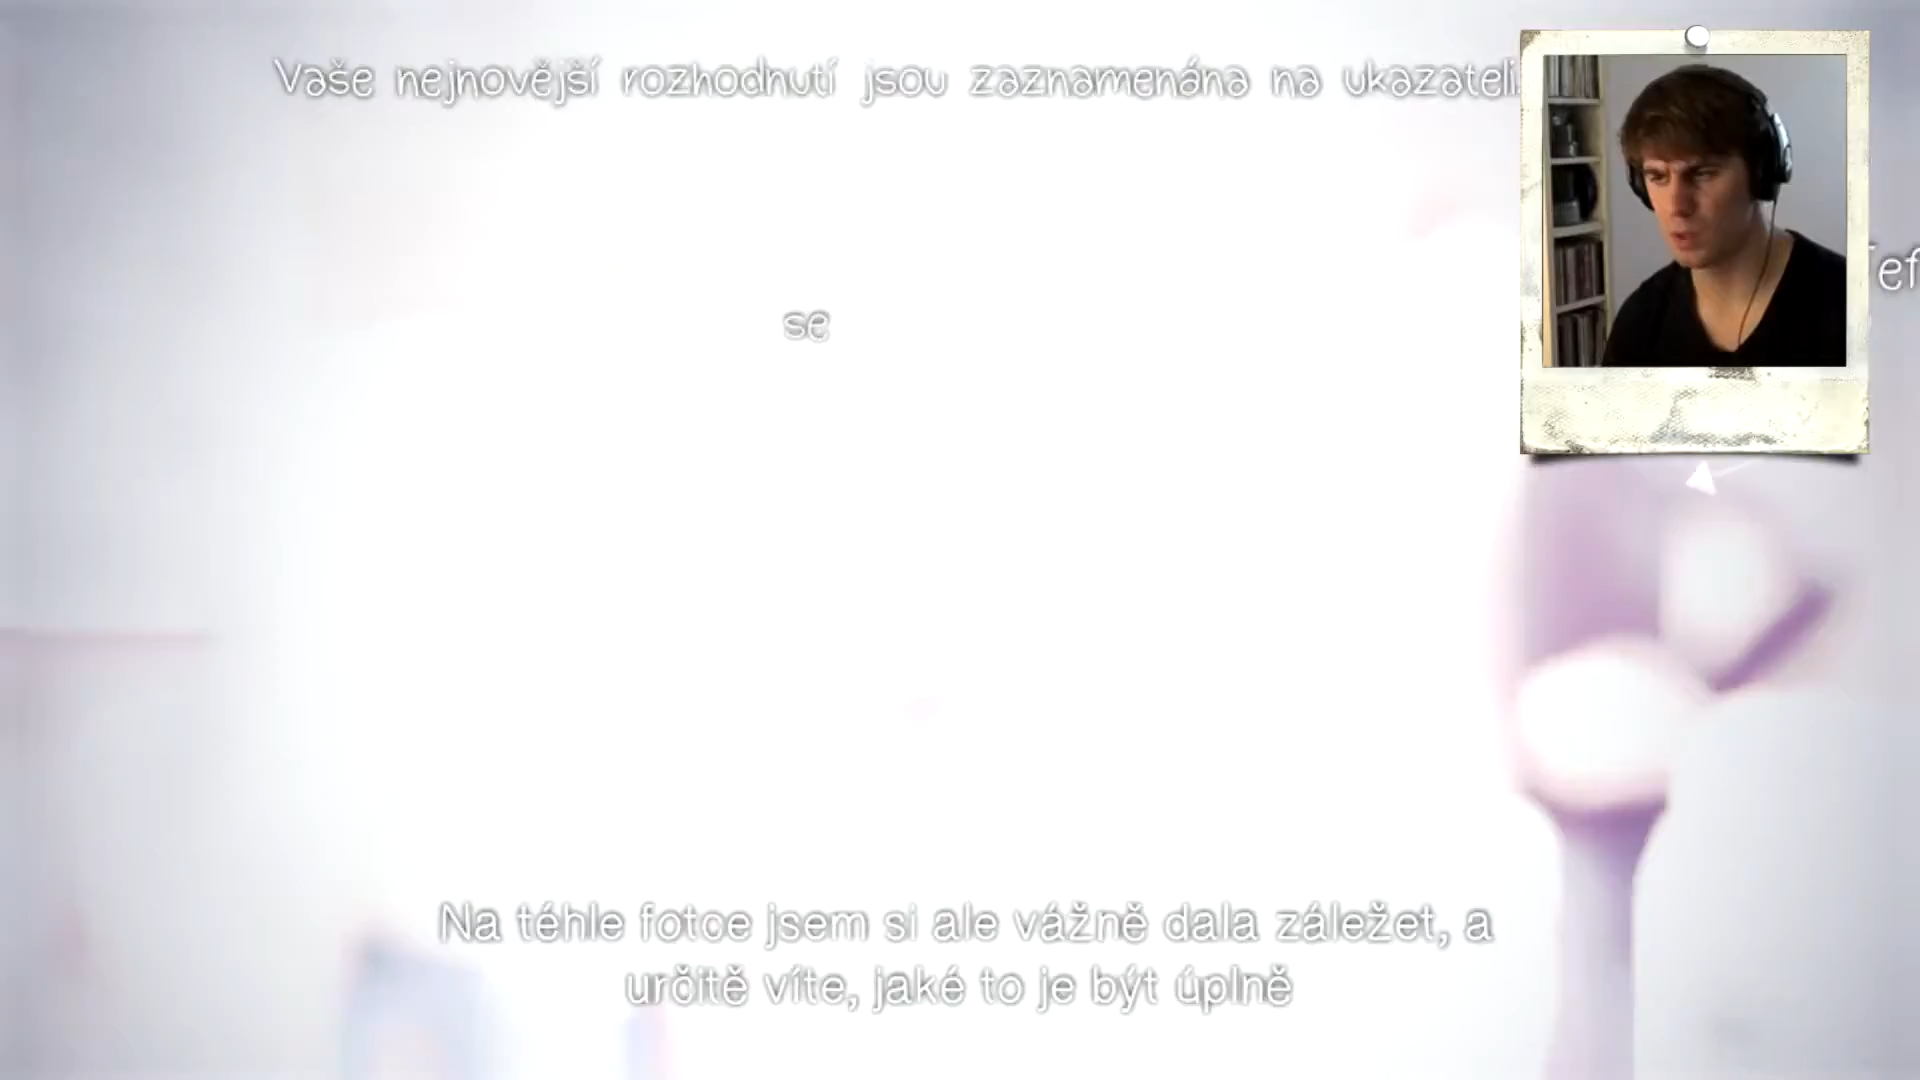 Vaše nejnovější rozhodnutí jsou zaznamenána na ukazateli.
se
Na téhle fotce jsem si ale vážně dala záležet, a
určitě víte, jaké to je být úplně